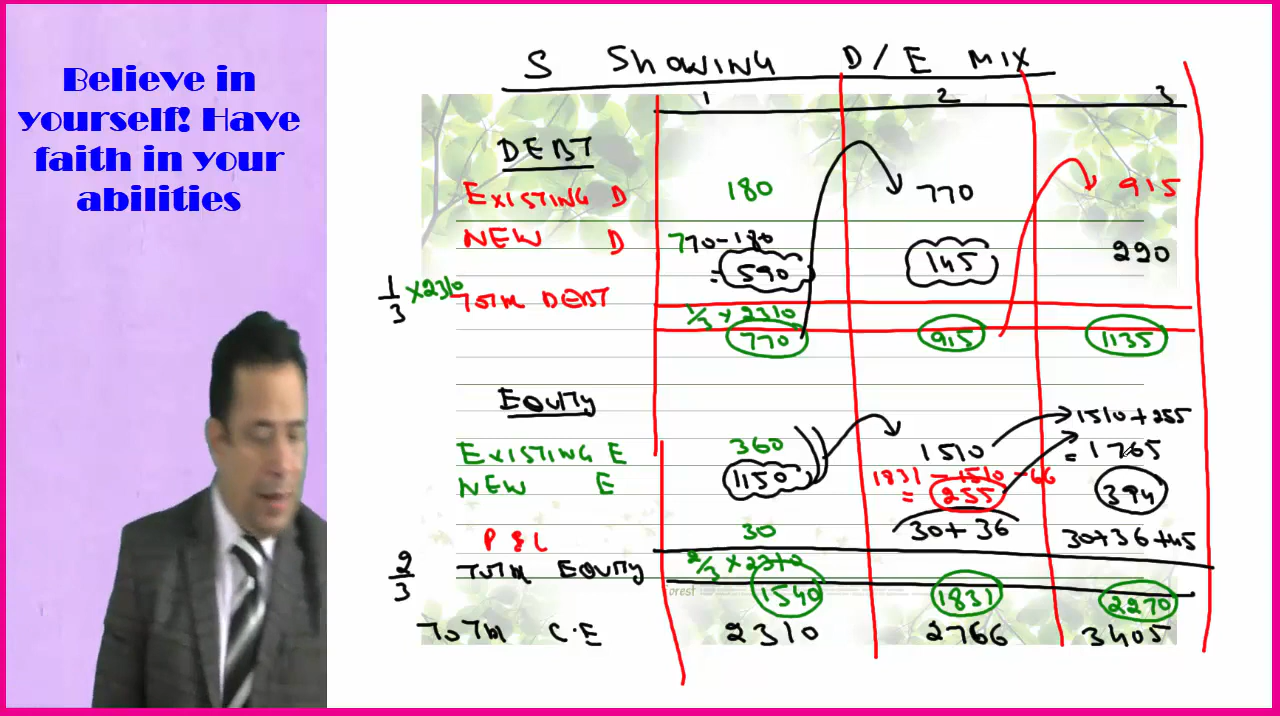 Believe in
yourself! Have
faith in your
abilities
S SHOWING D/E MIX
1 2 3
DEBT
EXISTING D 180 770 915
NEW D 770-180 220
= 590 145
1/3 ×2310 TOTAL DEBT 1/3 × 2310
770 915 1135
EQUITY
1510+255
EXISTING E 360 1510 = 1765
NEW E 1150 1831 - 1510 - 66 394
= 255
P & L 30 30+36 30+36+45
2/3 TOTAL EQUITY 2/3 × 2310
1540 1831 2270
TOTAL C.E 2310 2766 3405